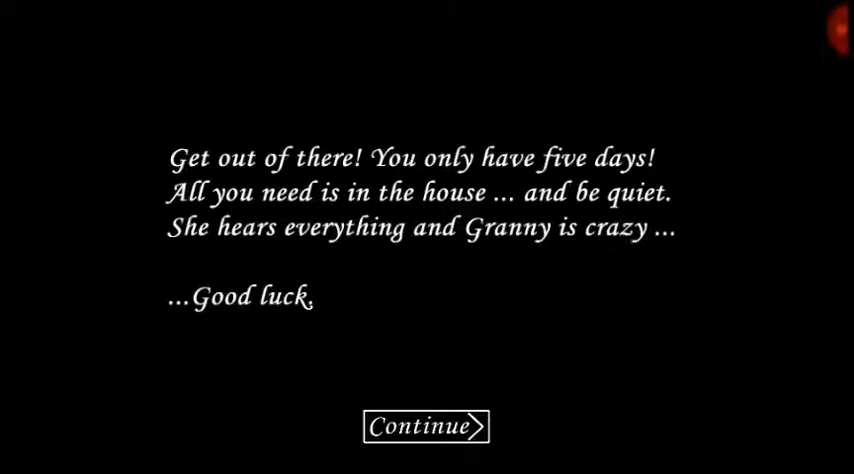 Get out of there! You only have five days!
All you need is in the house ... and be quiet.
She hears everything and Granny is crazy ...
...Good luck.
Continue